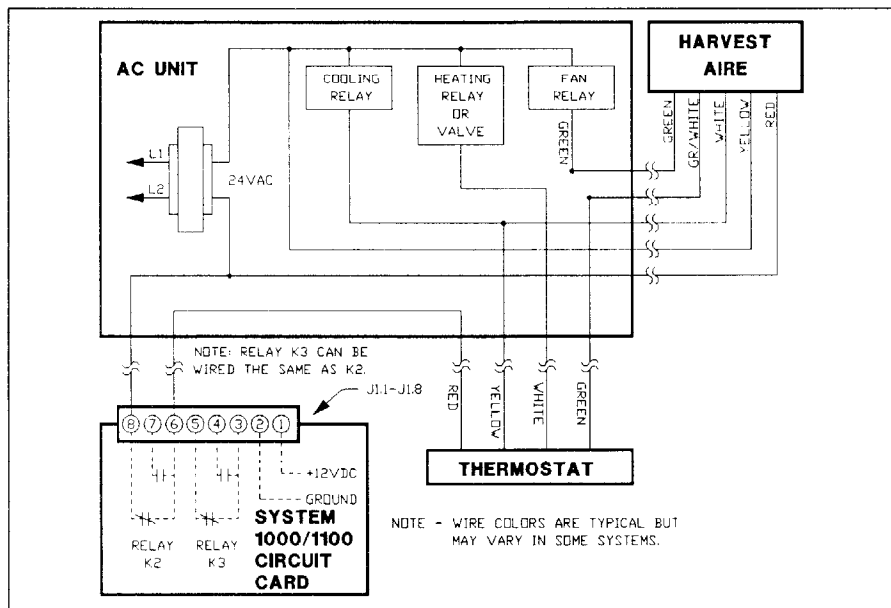 AC UNIT
COOLING
RELAY
HEATING
RELAY
OR
VALVE
FAN
RELAY
HARVEST
AIRE
GREEN
GREEN
GR/WHITE
WHITE
YELLOW
RED
L1
L2
24VAC
NOTE: RELAY K3 CAN BE
WIRED THE SAME AS K2.
J1.1-J1.8
RED
YELLOW
WHITE
GREEN
8 7 6 5 4 3 2 1
THERMOSTAT
+12VDC
GROUND
RELAY
K2
RELAY
K3
SYSTEM
1000/1100
CIRCUIT
CARD
NOTE - WIRE COLORS ARE TYPICAL BUT
MAY VARY IN SOME SYSTEMS.